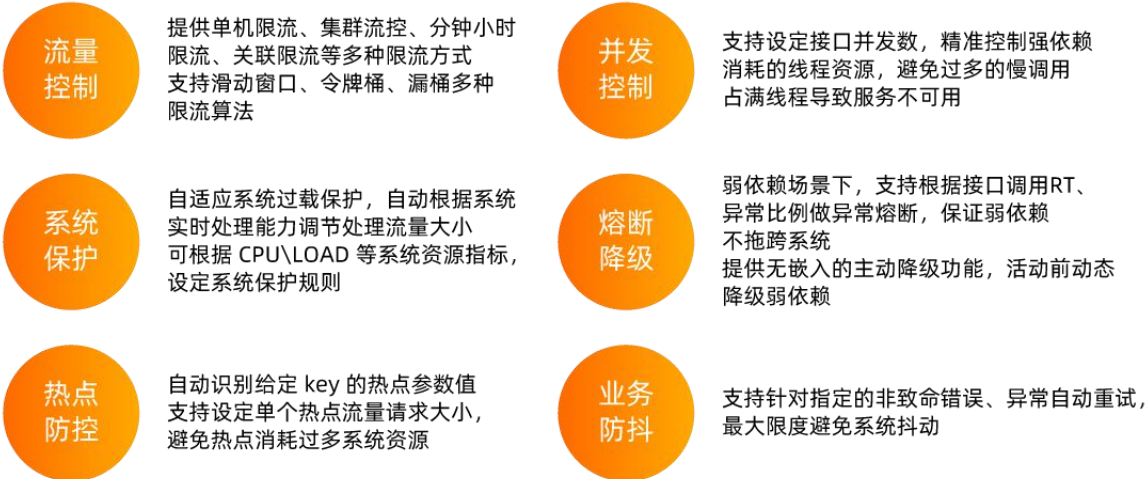 流量
控制
提供单机限流、集群流控、分钟小时
限流、关联限流等多种限流方式
支持滑动窗口、令牌桶、漏桶多种
限流算法
并发
控制
支持设定接口并发数，精准控制强依赖
消耗的线程资源，避免过多的慢调用
占满线程导致服务不可用
系统
保护
自适应系统过载保护，自动根据系统
实时处理能力调节处理流量大小
可根据 CPU\LOAD 等系统资源指标，
设定系统保护规则
熔断
降级
弱依赖场景下，支持根据接口调用RT、
异常比例做异常熔断，保证弱依赖
不拖跨系统
提供无嵌入的主动降级功能，活动前动态
降级弱依赖
热点
防控
自动识别给定 key 的热点参数值
支持设定单个热点流量请求大小，
避免热点消耗过多系统资源
业务
防抖
支持针对指定的非致命错误、异常自动重试，
最大限度避免系统抖动